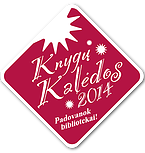 Knygų
Kalėdos
2014
Padovanok
bibliotekai!